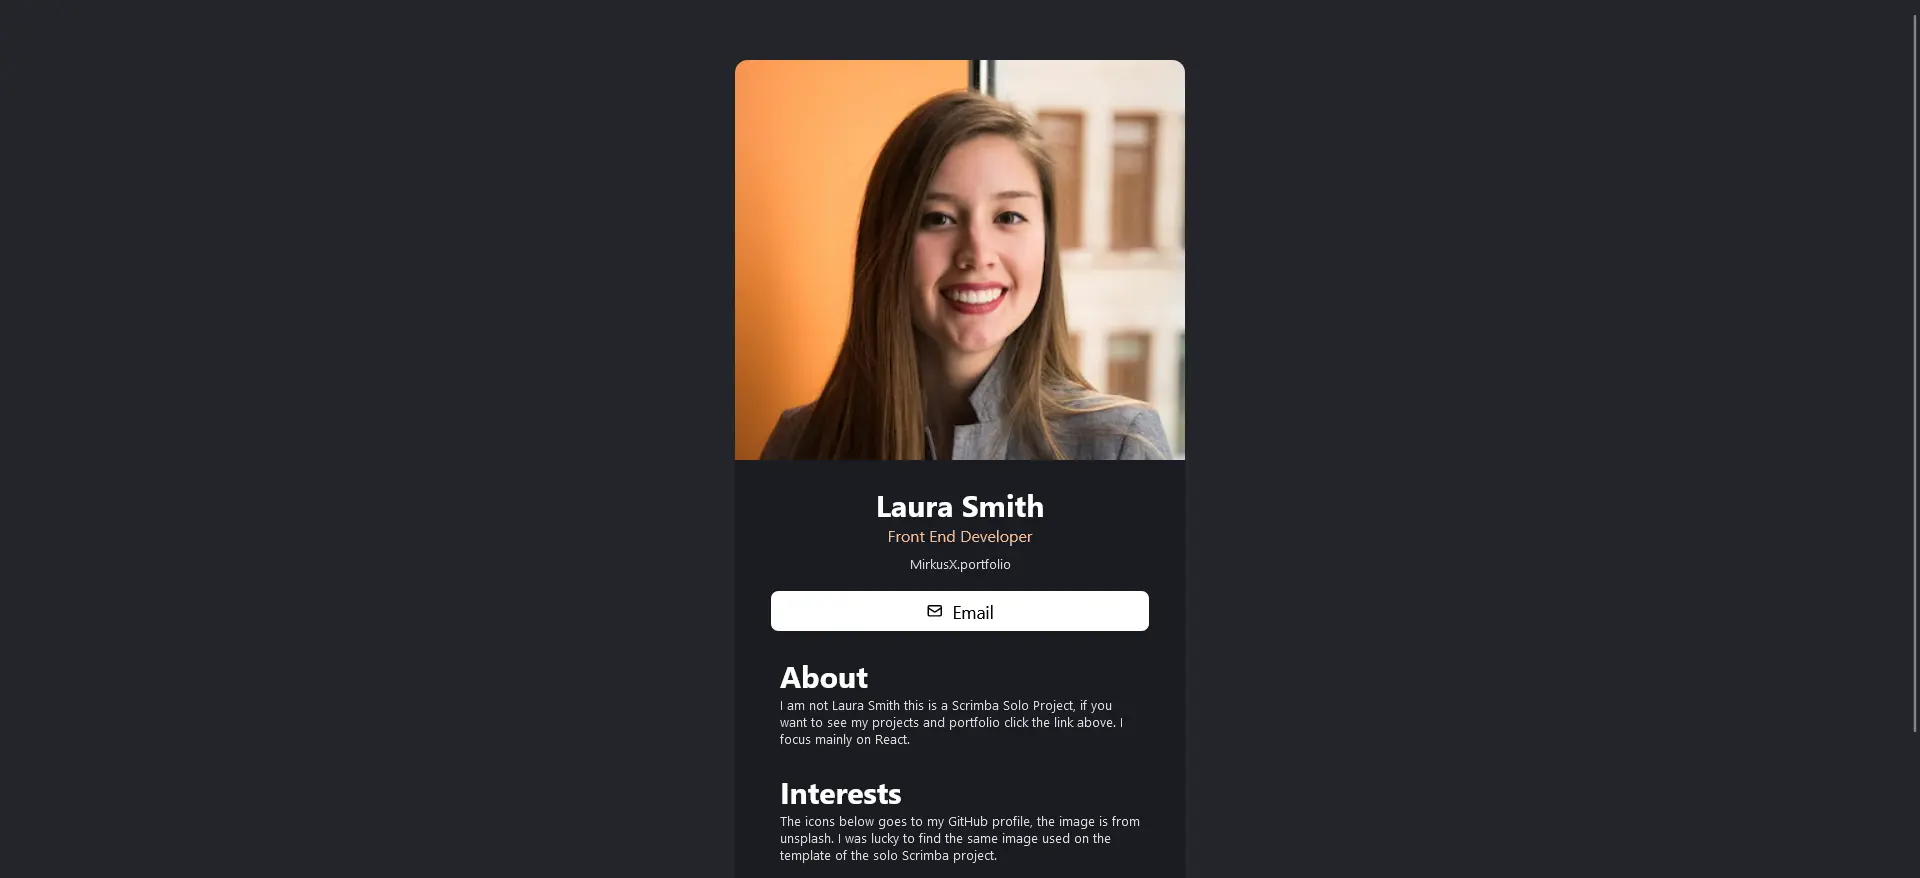 Laura Smith
Front End Developer
MirkusX.portfolio
Email
About
I am not Laura Smith this is a Scrimba Solo Project, if you
want to see my projects and portfolio click the link above. I
focus mainly on React.
Interests
The icons below goes to my GitHub profile, the image is from
unsplash. I was lucky to find the same image used on the
template of the solo Scrimba project.